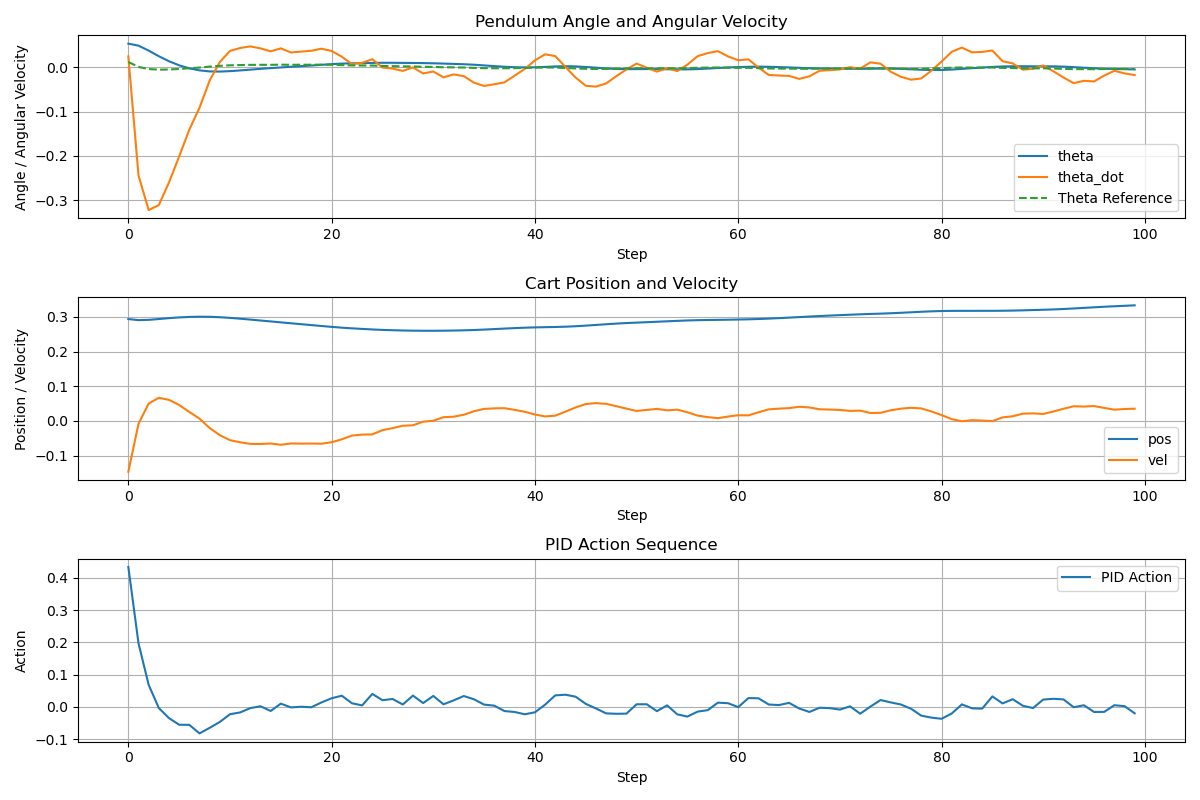 Pendulum Angle and Angular Velocity
Angle / Angular Velocity
0.0
−0.1
−0.2
−0.3
theta
theta_dot
Theta Reference
0 20 40 60 80 100
Step
Cart Position and Velocity
Position / Velocity
0.3
0.2
0.1
0.0
−0.1
pos
vel
0 20 40 60 80 100
Step
PID Action Sequence
Action
0.4
0.3
0.2
0.1
0.0
−0.1
PID Action
0 20 40 60 80 100
Step